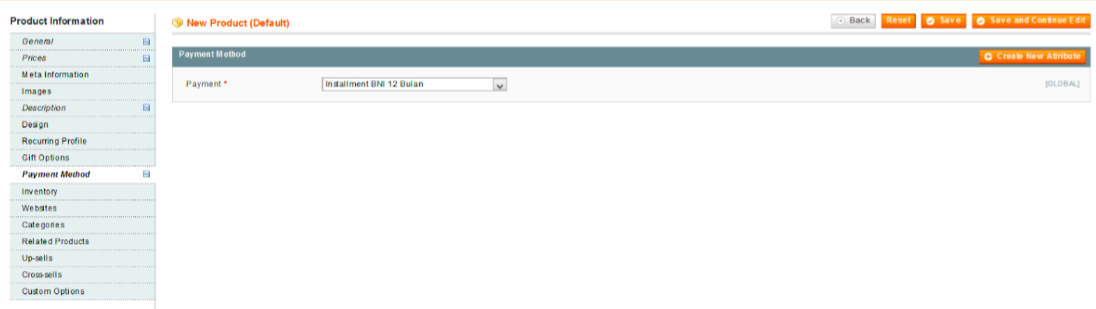 Product Information
General
Prices
Meta Information
Images
Description
Design
Recurring Profile
Gift Options
Payment Method
Inventory
Websites
Categories
Related Products
Up-sells
Cross-sells
Custom Options
New Product (Default)
Back Reset Save Save and Continue Edit
Payment Method Create New Attribute
Payment * Installment BNI 12 Bulan [GLOBAL]